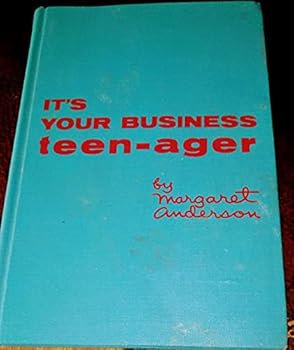 IT'S
YOUR BUSINESS
teen-ager
by
margaret
anderson